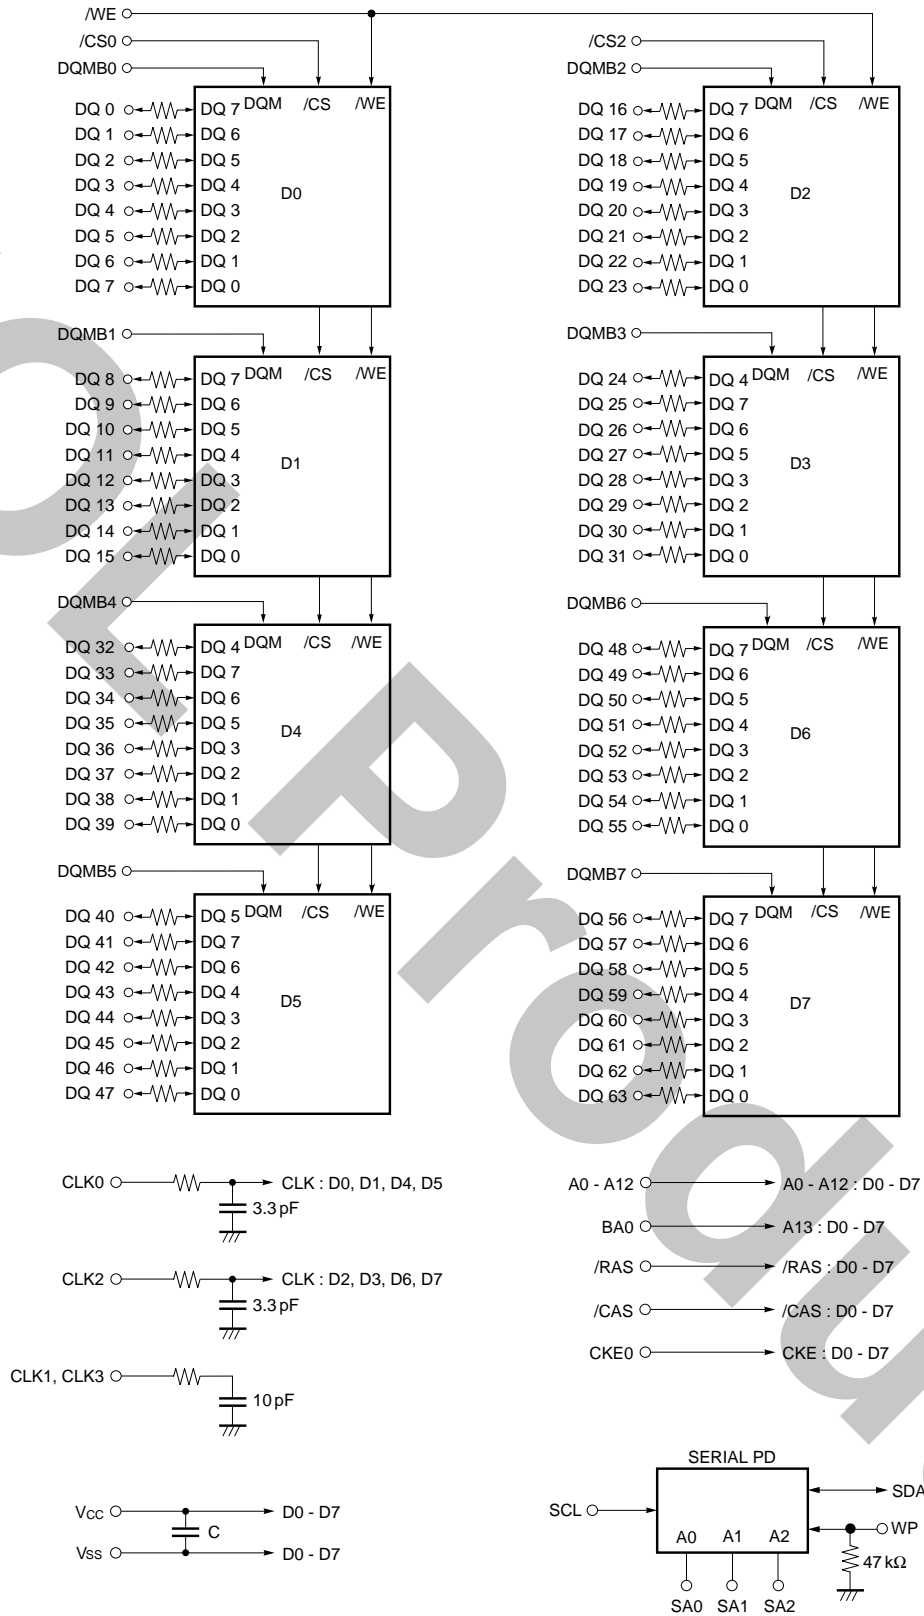 /WE
/CS0
DQMB0
DQM /CS /WE
DQ 0 DQ 7
DQ 1 DQ 6
DQ 2 DQ 5
DQ 3 DQ 4
D0
DQ 4 DQ 3
DQ 5 DQ 2
DQ 6 DQ 1
DQ 7 DQ 0
DQMB1
DQM /CS /WE
DQ 8 DQ 7
DQ 9 DQ 6
DQ 10 DQ 5
DQ 11 DQ 4
D1
DQ 12 DQ 3
DQ 13 DQ 2
DQ 14 DQ 1
DQ 15 DQ 0
DQMB4
DQM /CS /WE
DQ 32 DQ 4
DQ 33 DQ 7
DQ 34 DQ 6
DQ 35 DQ 5
D4
DQ 36 DQ 3
DQ 37 DQ 2
DQ 38 DQ 1
DQ 39 DQ 0
DQMB5
DQM /CS /WE
DQ 40 DQ 5
DQ 41 DQ 7
DQ 42 DQ 6
DQ 43 DQ 4
D5
DQ 44 DQ 3
DQ 45 DQ 2
DQ 46 DQ 1
DQ 47 DQ 0
/CS2
DQMB2
DQM /CS /WE
DQ 16 DQ 7
DQ 17 DQ 6
DQ 18 DQ 5
DQ 19 DQ 4
D2
DQ 20 DQ 3
DQ 21 DQ 2
DQ 22 DQ 1
DQ 23 DQ 0
DQMB3
DQM /CS /WE
DQ 24 DQ 4
DQ 25 DQ 7
DQ 26 DQ 6
DQ 27 DQ 5
D3
DQ 28 DQ 3
DQ 29 DQ 2
DQ 30 DQ 1
DQ 31 DQ 0
DQMB6
DQM /CS /WE
DQ 48 DQ 7
DQ 49 DQ 6
DQ 50 DQ 5
DQ 51 DQ 4
D6
DQ 52 DQ 3
DQ 53 DQ 2
DQ 54 DQ 1
DQ 55 DQ 0
DQMB7
DQM /CS /WE
DQ 56 DQ 7
DQ 57 DQ 6
DQ 58 DQ 5
DQ 59 DQ 4
D7
DQ 60 DQ 3
DQ 61 DQ 2
DQ 62 DQ 1
DQ 63 DQ 0
CLK0 CLK : D0, D1, D4, D5
3.3 pF
CLK2 CLK : D2, D3, D6, D7
3.3 pF
CLK1, CLK3
10 pF
VCC D0 - D7
C
VSS D0 - D7
A0 - A12 A0 - A12 : D0 - D7
BA0 A13 : D0 - D7
/RAS /RAS : D0 - D7
/CAS /CAS : D0 - D7
CKE0 CKE : D0 - D7
SERIAL PD
SCL SDA
WP
A0 A1 A2
47 kΩ
SA0 SA1 SA2